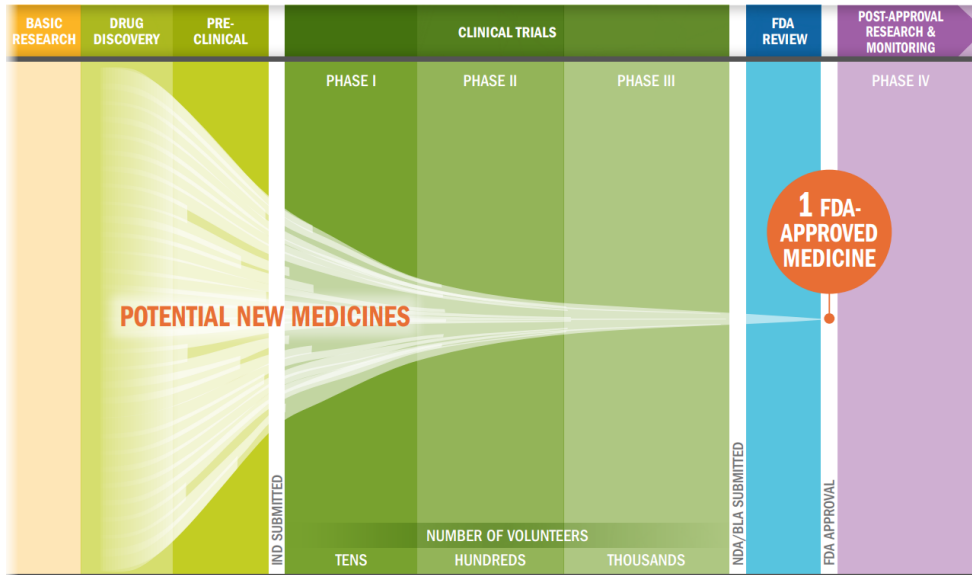 BASIC
RESEARCH
DRUG
DISCOVERY
PRE-
CLINICAL
CLINICAL TRIALS
FDA
REVIEW
POST-APPROVAL
RESEARCH &
MONITORING
PHASE I
PHASE II
PHASE III
PHASE IV
1 FDA-
APPROVED
MEDICINE
POTENTIAL NEW MEDICINES
IND SUBMITTED
NDA/BLA SUBMITTED
FDA APPROVAL
NUMBER OF VOLUNTEERS
TENS
HUNDREDS
THOUSANDS